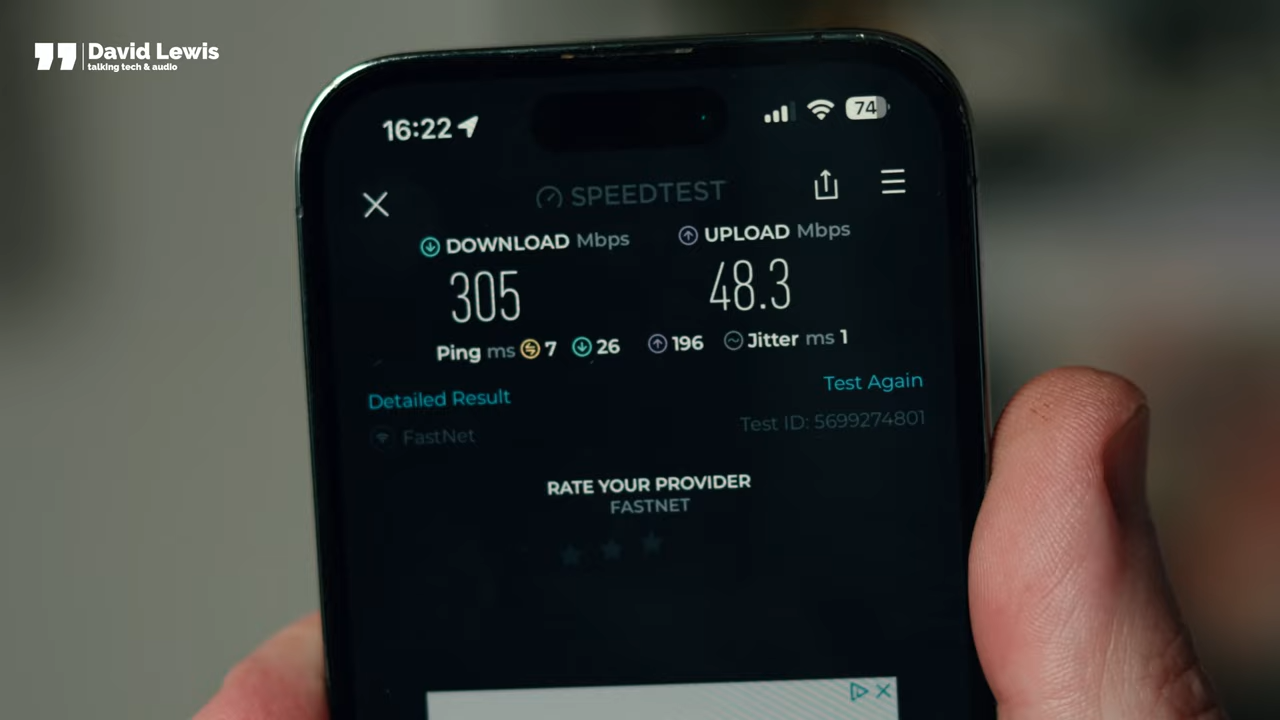 David Lewis
talking tech & audio
16:22 74
SPEEDTEST
DOWNLOAD Mbps UPLOAD Mbps
305 48.3
Ping ms 7 26 196 Jitter ms 1
Detailed Result Test Again
FastNet Test ID: 5699274801
RATE YOUR PROVIDER
FASTNET